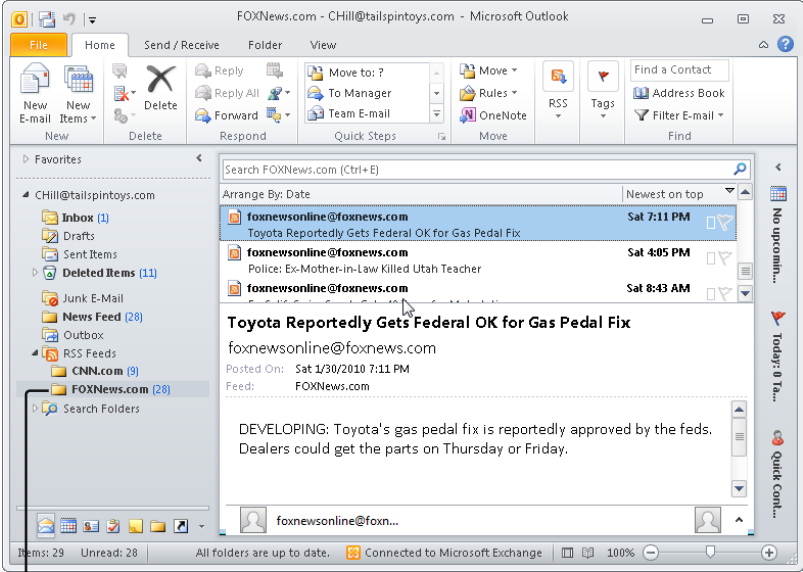 FOXNews.com - CHill@tailspintoys.com - Microsoft Outlook
File Home Send / Receive Folder View
New E-mail
New Items
Delete
Reply
Reply All
Forward
Move to: ?
To Manager
Team E-mail
Move
Rules
OneNote
RSS
Tags
Find a Contact
Address Book
Filter E-mail
New Delete Respond Quick Steps Move Find
Favorites
CHill@tailspintoys.com
Inbox (1)
Drafts
Sent Items
Deleted Items (11)
Junk E-Mail
News Feed (28)
Outbox
RSS Feeds
CNN.com (9)
FOXNews.com (28)
Search Folders
Search FOXNews.com (Ctrl+E)
Arrange By: Date Newest on top
foxnewsonline@foxnews.com Sat 7:11 PM
Toyota Reportedly Gets Federal OK for Gas Pedal Fix
foxnewsonline@foxnews.com Sat 4:05 PM
Police: Ex-Mother-in-Law Killed Utah Teacher
foxnewsonline@foxnews.com Sat 8:43 AM
Toyota Reportedly Gets Federal OK for Gas Pedal Fix
foxnewsonline@foxnews.com
Posted On: Sat 1/30/2010 7:11 PM
Feed: FOXNews.com
DEVELOPING: Toyota's gas pedal fix is reportedly approved by the feds.
Dealers could get the parts on Thursday or Friday.
foxnewsonline@foxn...
No upcomin...
Today: 0 Ta...
Quick Cont...
Items: 29 Unread: 28 All folders are up to date. Connected to Microsoft Exchange 100%